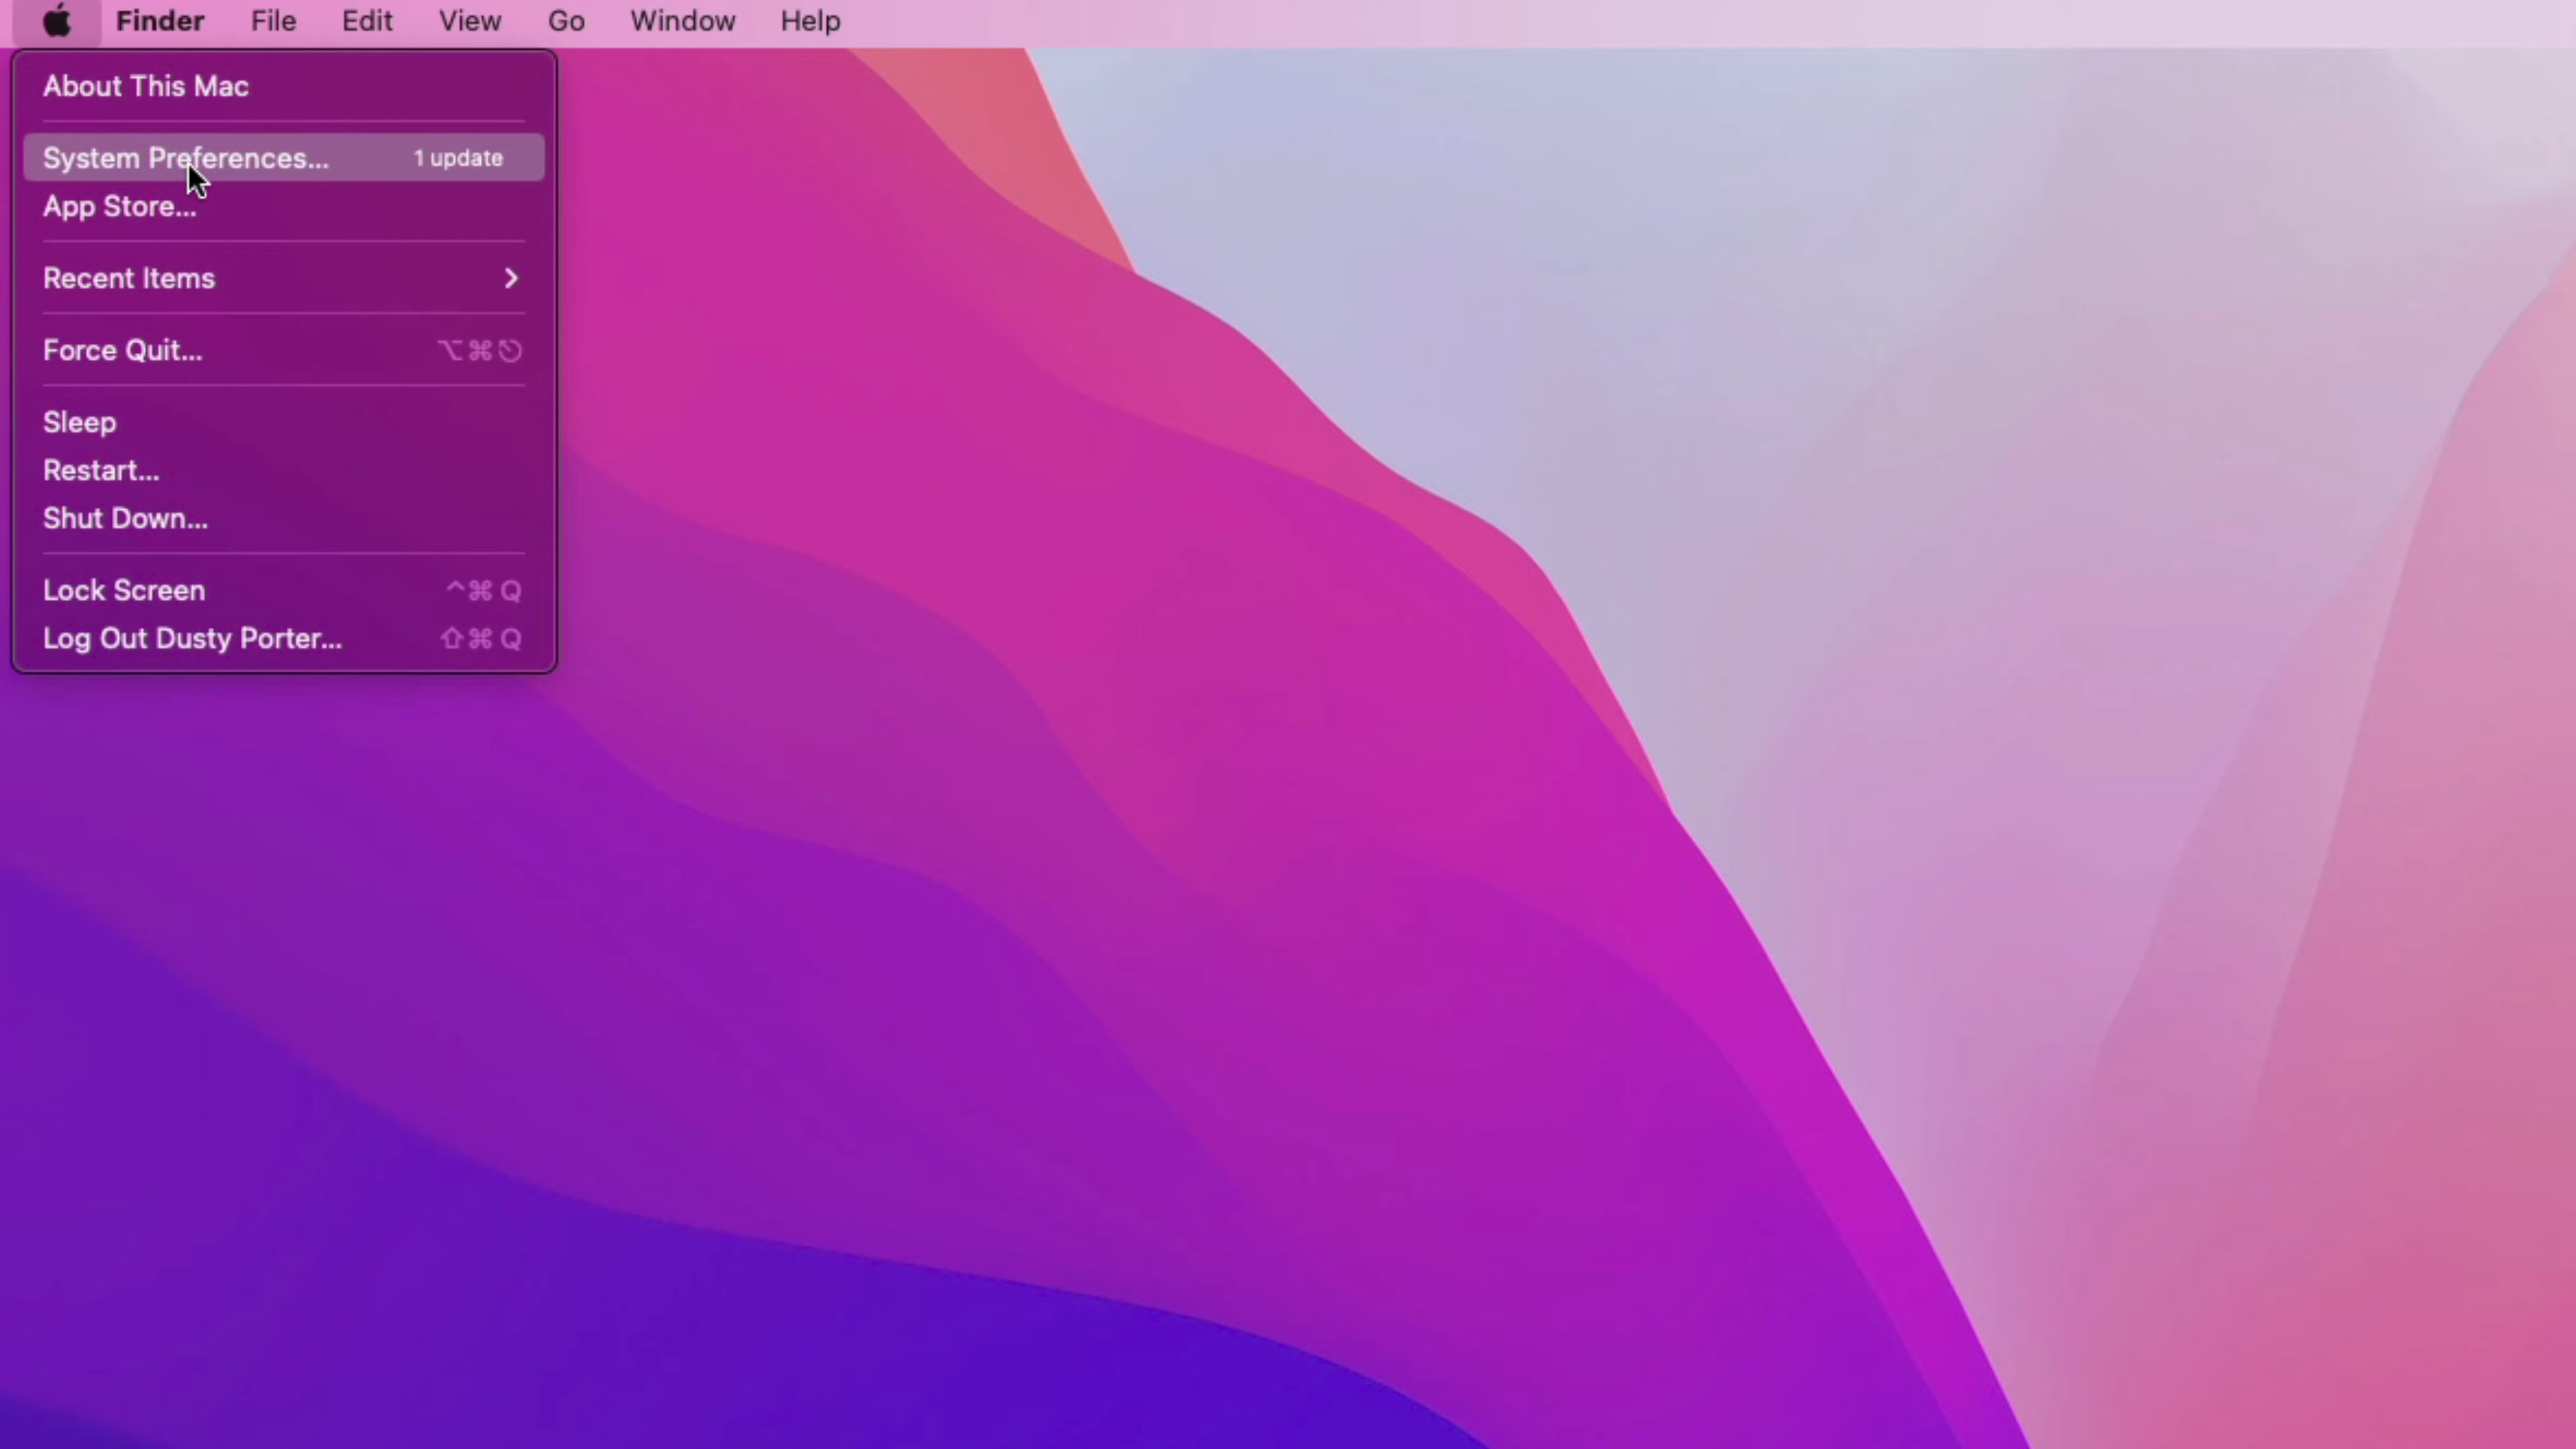 Finder File Edit View Go Window Help
About This Mac
System Preferences... 1 update
App Store...
Recent Items
Force Quit... ⌥⌘⎋
Sleep
Restart...
Shut Down...
Lock Screen ^⌘Q
Log Out Dusty Porter... ⇧⌘Q